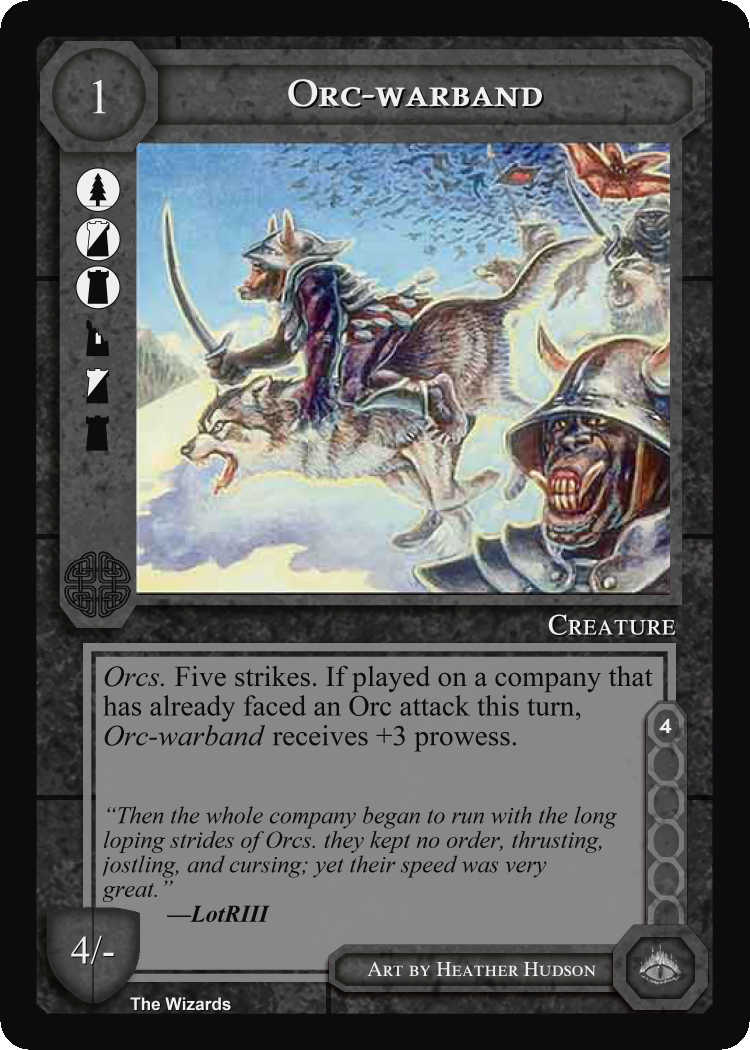 1
Orc-warband
Creature
Orcs. Five strikes. If played on a company that
has already faced an Orc attack this turn,
Orc-warband receives +3 prowess.
4
“Then the whole company began to run with the long
loping strides of Orcs. they kept no order, thrusting,
jostling, and cursing; yet their speed was very
great.”
—LotRIII
4/-
Art by Heather Hudson
The Wizards